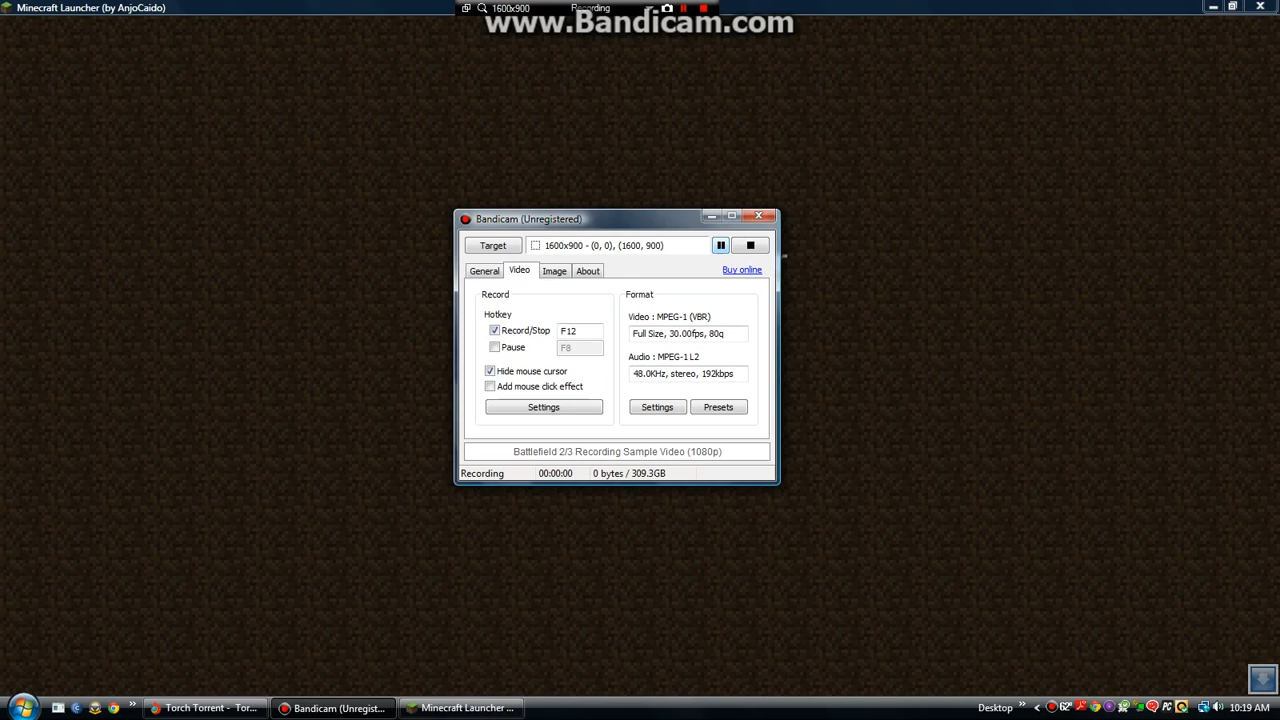 Minecraft Launcher (by AnjoCaido)
1600x900
Recording
www.Bandicam.com
Bandicam (Unregistered)
Target
1600x900 - (0, 0), (1600, 900)
General
Video
Image
About
Buy online
Record
Format
Hotkey
Record/Stop
F12
Pause
F8
Hide mouse cursor
Add mouse click effect
Settings
Video : MPEG-1 (VBR)
Full Size, 30.00fps, 80q
Audio : MPEG-1 L2
48.0KHz, stereo, 192kbps
Settings
Presets
Battlefield 2/3 Recording Sample Video (1080p)
Recording
00:00:00
0 bytes / 309.3GB
Torch Torrent - Tor...
Bandicam (Unregist...
Minecraft Launcher ...
Desktop
62°
10:19 AM